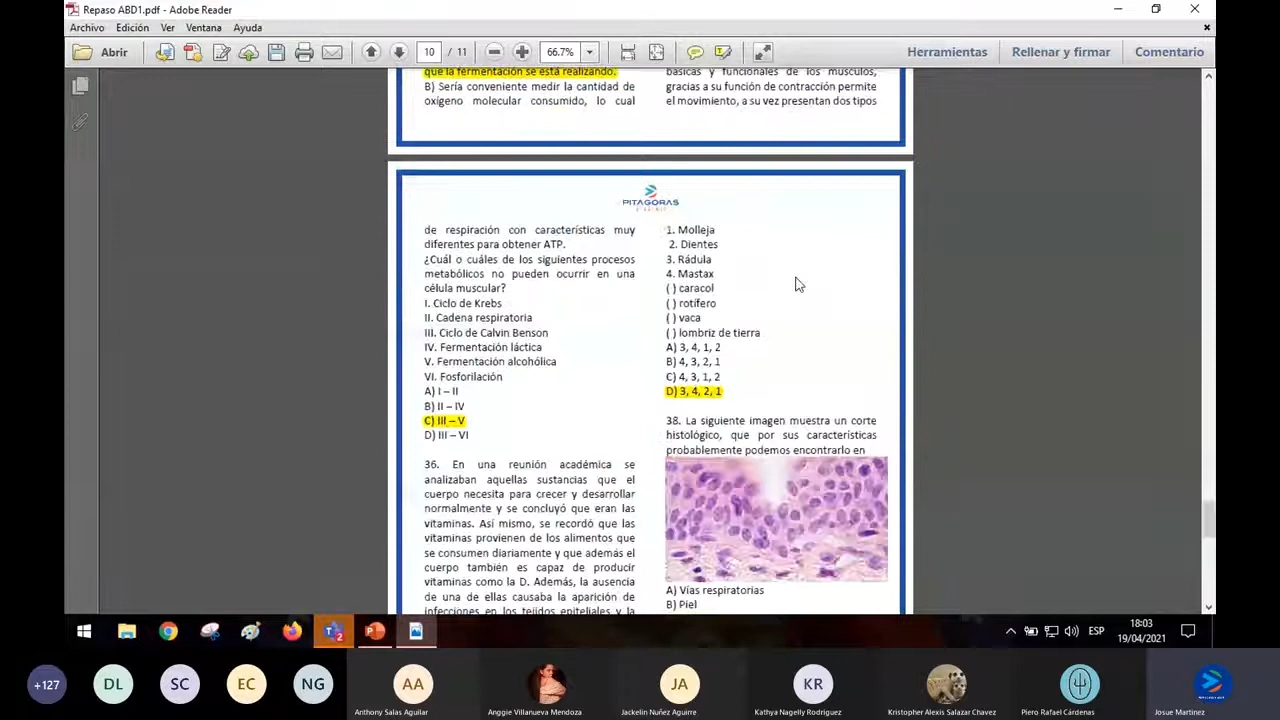 Repaso ABD1.pdf - Adobe Reader
Archivo Edición Ver Ventana Ayuda
Abrir 10 / 11 66.7% Herramientas Rellenar y firmar Comentario
que la fermentación se está realizando.
B) Sería conveniente medir la cantidad de
oxígeno molecular consumido, lo cual
básicas y funcionales de los músculos,
gracias a su función de contracción permite
el movimiento, a su vez presentan dos tipos
PITAGORAS
de respiración con características muy
diferentes para obtener ATP.
¿Cuál o cuáles de los siguientes procesos
metabólicos no pueden ocurrir en una
célula muscular?
I. Ciclo de Krebs
II. Cadena respiratoria
III. Ciclo de Calvin Benson
IV. Fermentación láctica
V. Fermentación alcohólica
VI. Fosforilación
A) I – II
B) II – IV
C) III – V
D) III – VI
36. En una reunión académica se
analizaban aquellas sustancias que el
cuerpo necesita para crecer y desarrollar
normalmente y se concluyó que eran las
vitaminas. Así mismo, se recordó que las
vitaminas provienen de los alimentos que
se consumen diariamente y que además el
cuerpo también es capaz de producir
vitaminas como la D. Además, la ausencia
de una de ellas causaba la aparición de
infecciones en los tejidos epiteliales y la
1. Molleja
2. Dientes
3. Rádula
4. Mastax
( ) caracol
( ) rotífero
( ) vaca
( ) lombriz de tierra
A) 3, 4, 1, 2
B) 4, 3, 2, 1
C) 4, 3, 1, 2
D) 3, 4, 2, 1
38. La siguiente imagen muestra un corte
histológico, que por sus características
probablemente podemos encontrarlo en
A) Vías respiratorias
B) Piel
2
ESP
18:03
19/04/2021
+127 DL SC EC NG AA JA KR
Anthony Salas Aguilar
Anggie Villanueva Mendoza
Jackelin Nuñez Aguirre
Kathya Nagelly Rodriguez
Kristopher Alexis Salazar Chavez
Piero Rafael Cárdenas
Josue Martinez